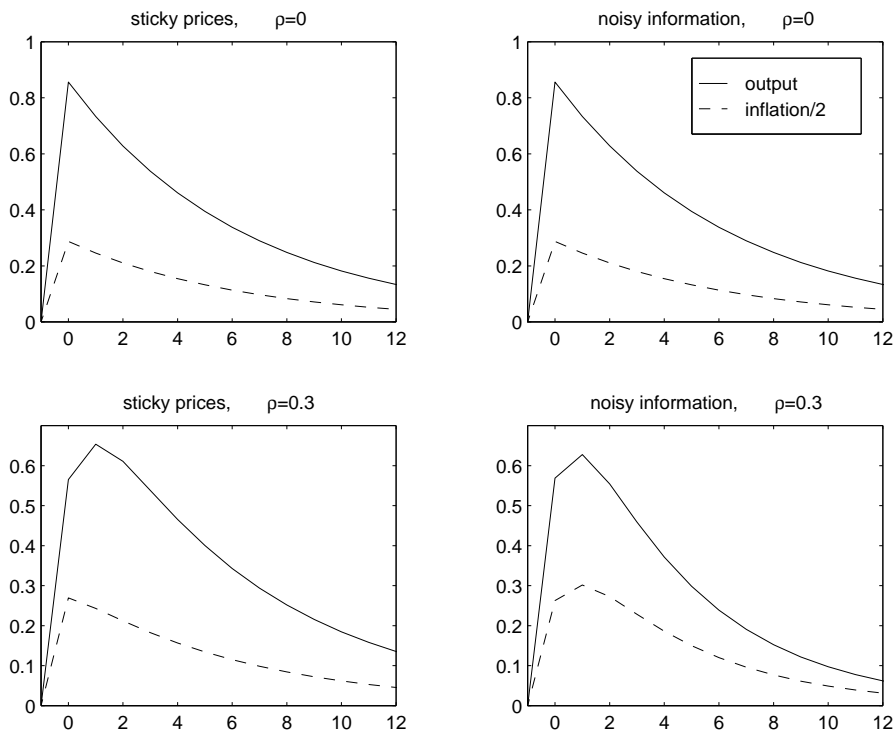 sticky prices, ρ=0
1
0.8
0.6
0.4
0.2
0
0 2 4 6 8 10 12
noisy information, ρ=0
output
inflation/2
1
0.8
0.6
0.4
0.2
0
0 2 4 6 8 10 12
sticky prices, ρ=0.3
0.6
0.5
0.4
0.3
0.2
0.1
0
0 2 4 6 8 10 12
noisy information, ρ=0.3
0.6
0.5
0.4
0.3
0.2
0.1
0
0 2 4 6 8 10 12